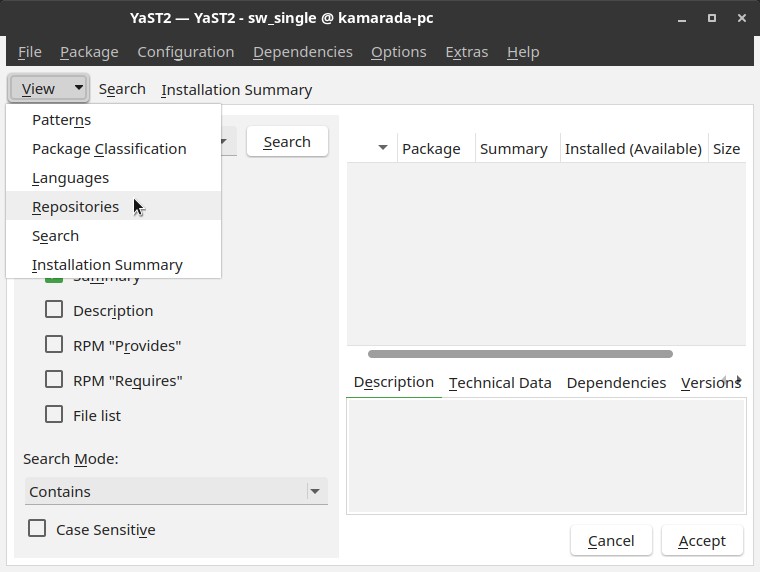 YaST2 — YaST2 - sw_single @ kamarada-pc
File Package Configuration Dependencies Options Extras Help
View Search Installation Summary
Patterns
Package Classification
Languages
Repositories
Search
Installation Summary
Search
Summary
Description
RPM "Provides"
RPM "Requires"
File list
Search Mode:
Contains
Case Sensitive
Package Summary Installed (Available) Size
Description Technical Data Dependencies Versions
Cancel Accept